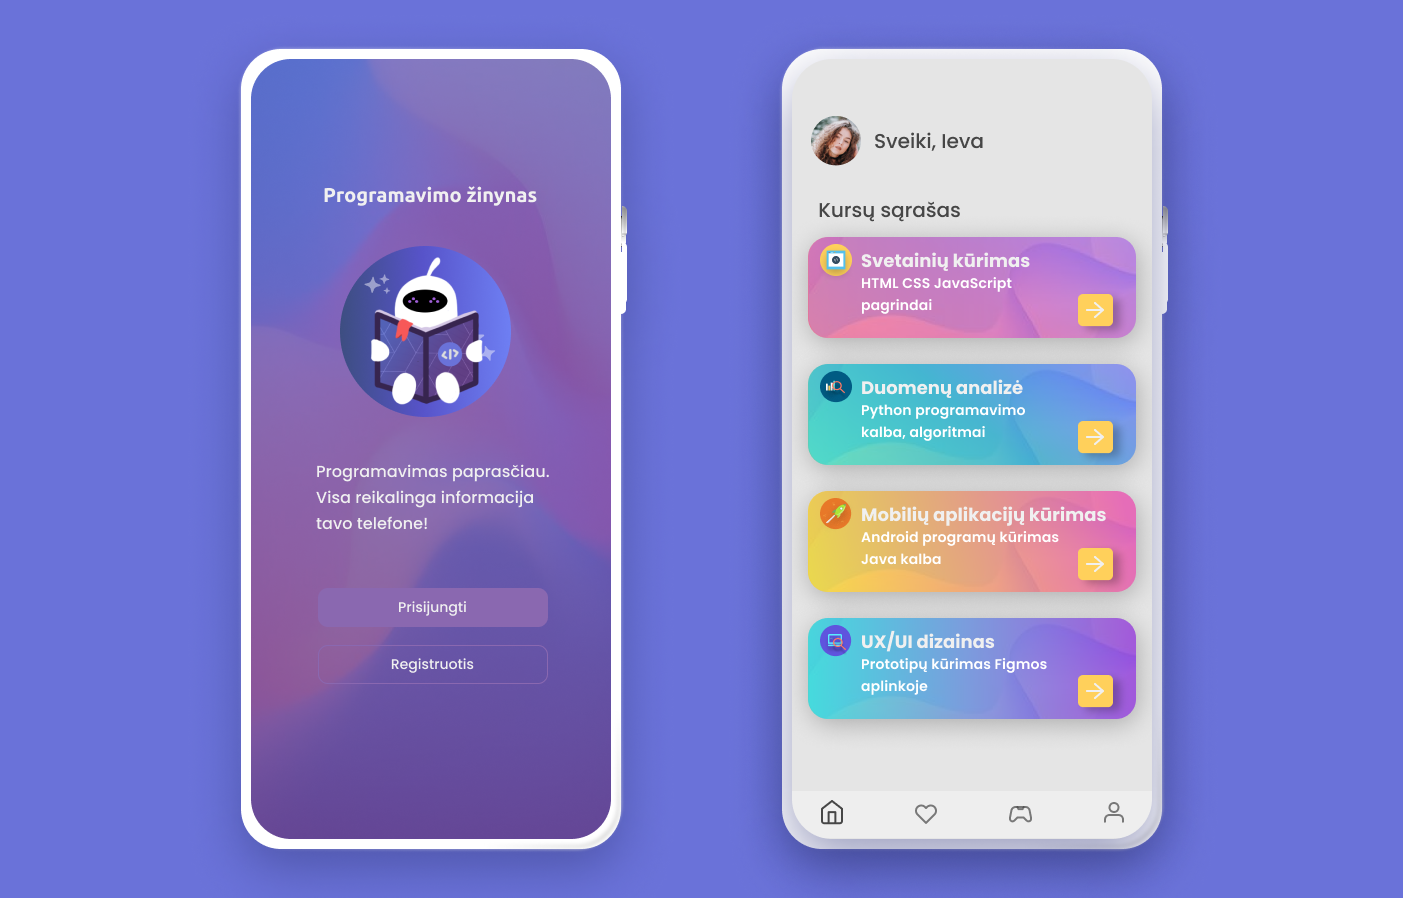 Programavimo žinynas
Programavimas paprasčiau.
Visa reikalinga informacija
tavo telefone!
Prisijungti
Registruotis
Sveiki, Ieva
Kursų sąrašas
Svetainių kūrimas
HTML CSS JavaScript
pagrindai
Duomenų analizė
Python programavimo
kalba, algoritmai
Mobilių aplikacijų kūrimas
Android programų kūrimas
Java kalba
UX/UI dizainas
Prototipų kūrimas Figmos
aplinkoje